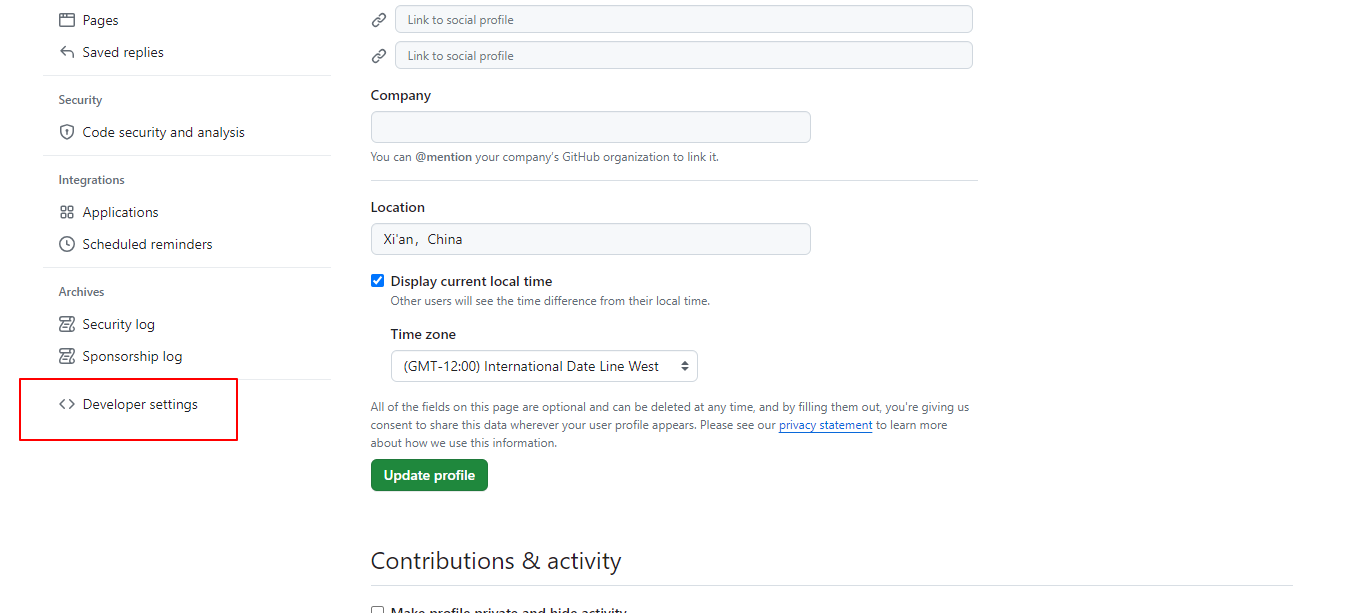 Pages
Saved replies
Security
Code security and analysis
Integrations
Applications
Scheduled reminders
Archives
Security log
Sponsorship log
Developer settings
Link to social profile
Link to social profile
Company
You can @mention your company's GitHub organization to link it.
Location
Xi'an，China
Display current local time
Other users will see the time difference from their local time.
Time zone
(GMT-12:00) International Date Line West
All of the fields on this page are optional and can be deleted at any time, and by filling them out, you're giving us
consent to share this data wherever your user profile appears. Please see our privacy statement to learn more
about how we use this information.
Update profile
Contributions & activity
Make profile private and hide activity